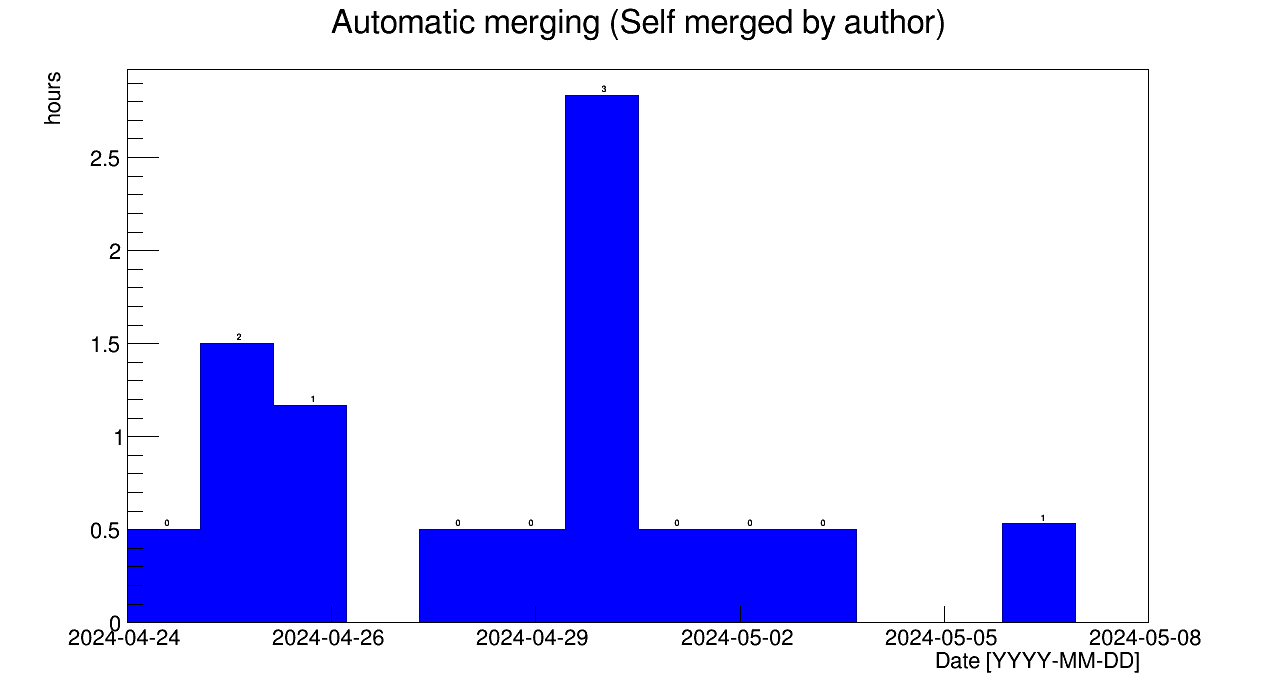 Automatic merging (Self merged by author)
hours
3
2.5
2
2
1.5
1
1
0 0 0 0 0 0 1
0.5
0
2024-04-24 2024-04-26 2024-04-29 2024-05-02 2024-05-05 2024-05-08
Date [YYYY-MM-DD]